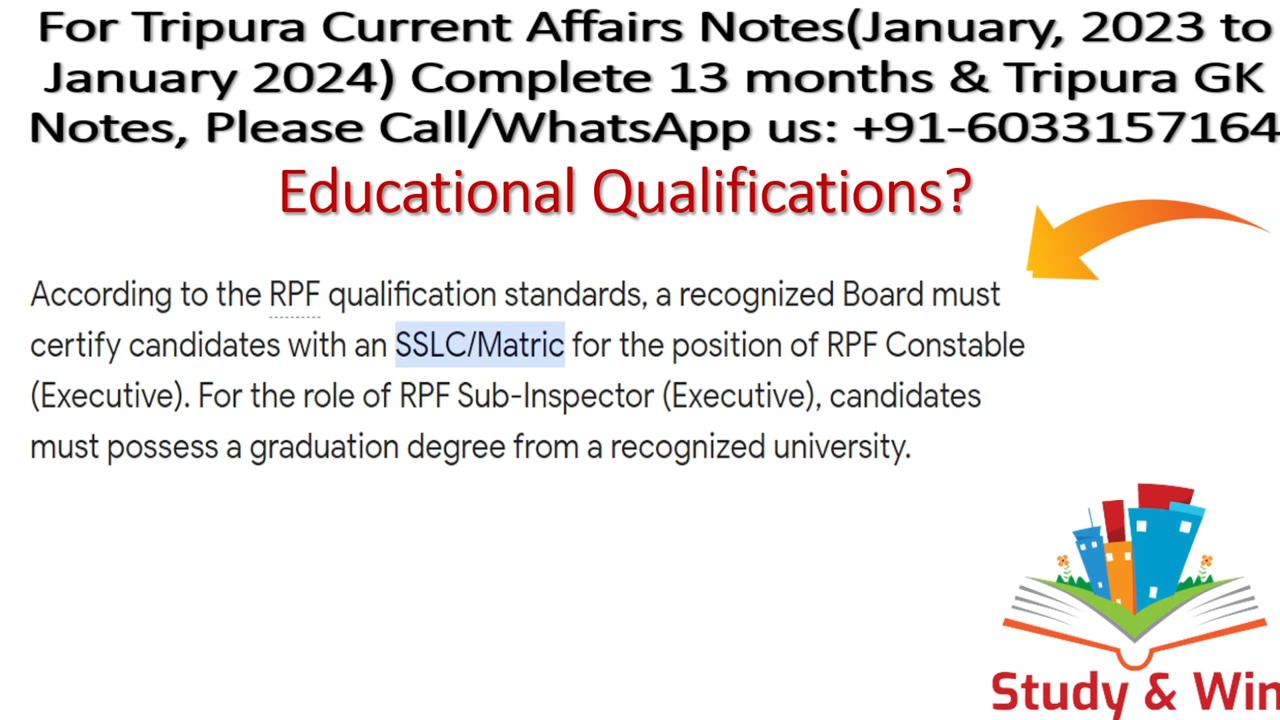 For Tripura Current Affairs Notes(January, 2023 to
January 2024) Complete 13 months & Tripura GK
Notes, Please Call/WhatsApp us: +91-6033157164
Educational Qualifications?
According to the RPF qualification standards, a recognized Board must
certify candidates with an SSLC/Matric for the position of RPF Constable
(Executive). For the role of RPF Sub-Inspector (Executive), candidates
must possess a graduation degree from a recognized university.
Study & Win